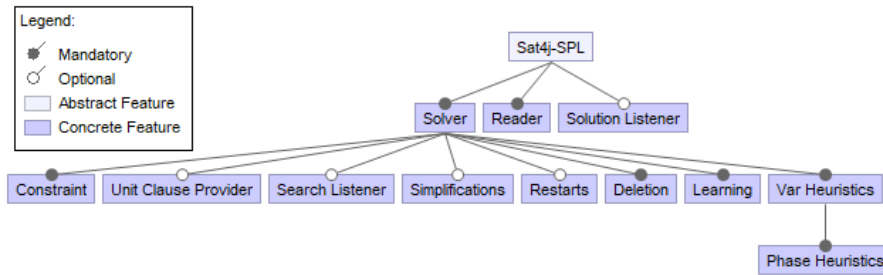 Legend:
Mandatory
Optional
Abstract Feature
Concrete Feature
Sat4j-SPL
Solver
Reader
Solution Listener
Constraint
Unit Clause Provider
Search Listener
Simplifications
Restarts
Deletion
Learning
Var Heuristics
Phase Heuristics